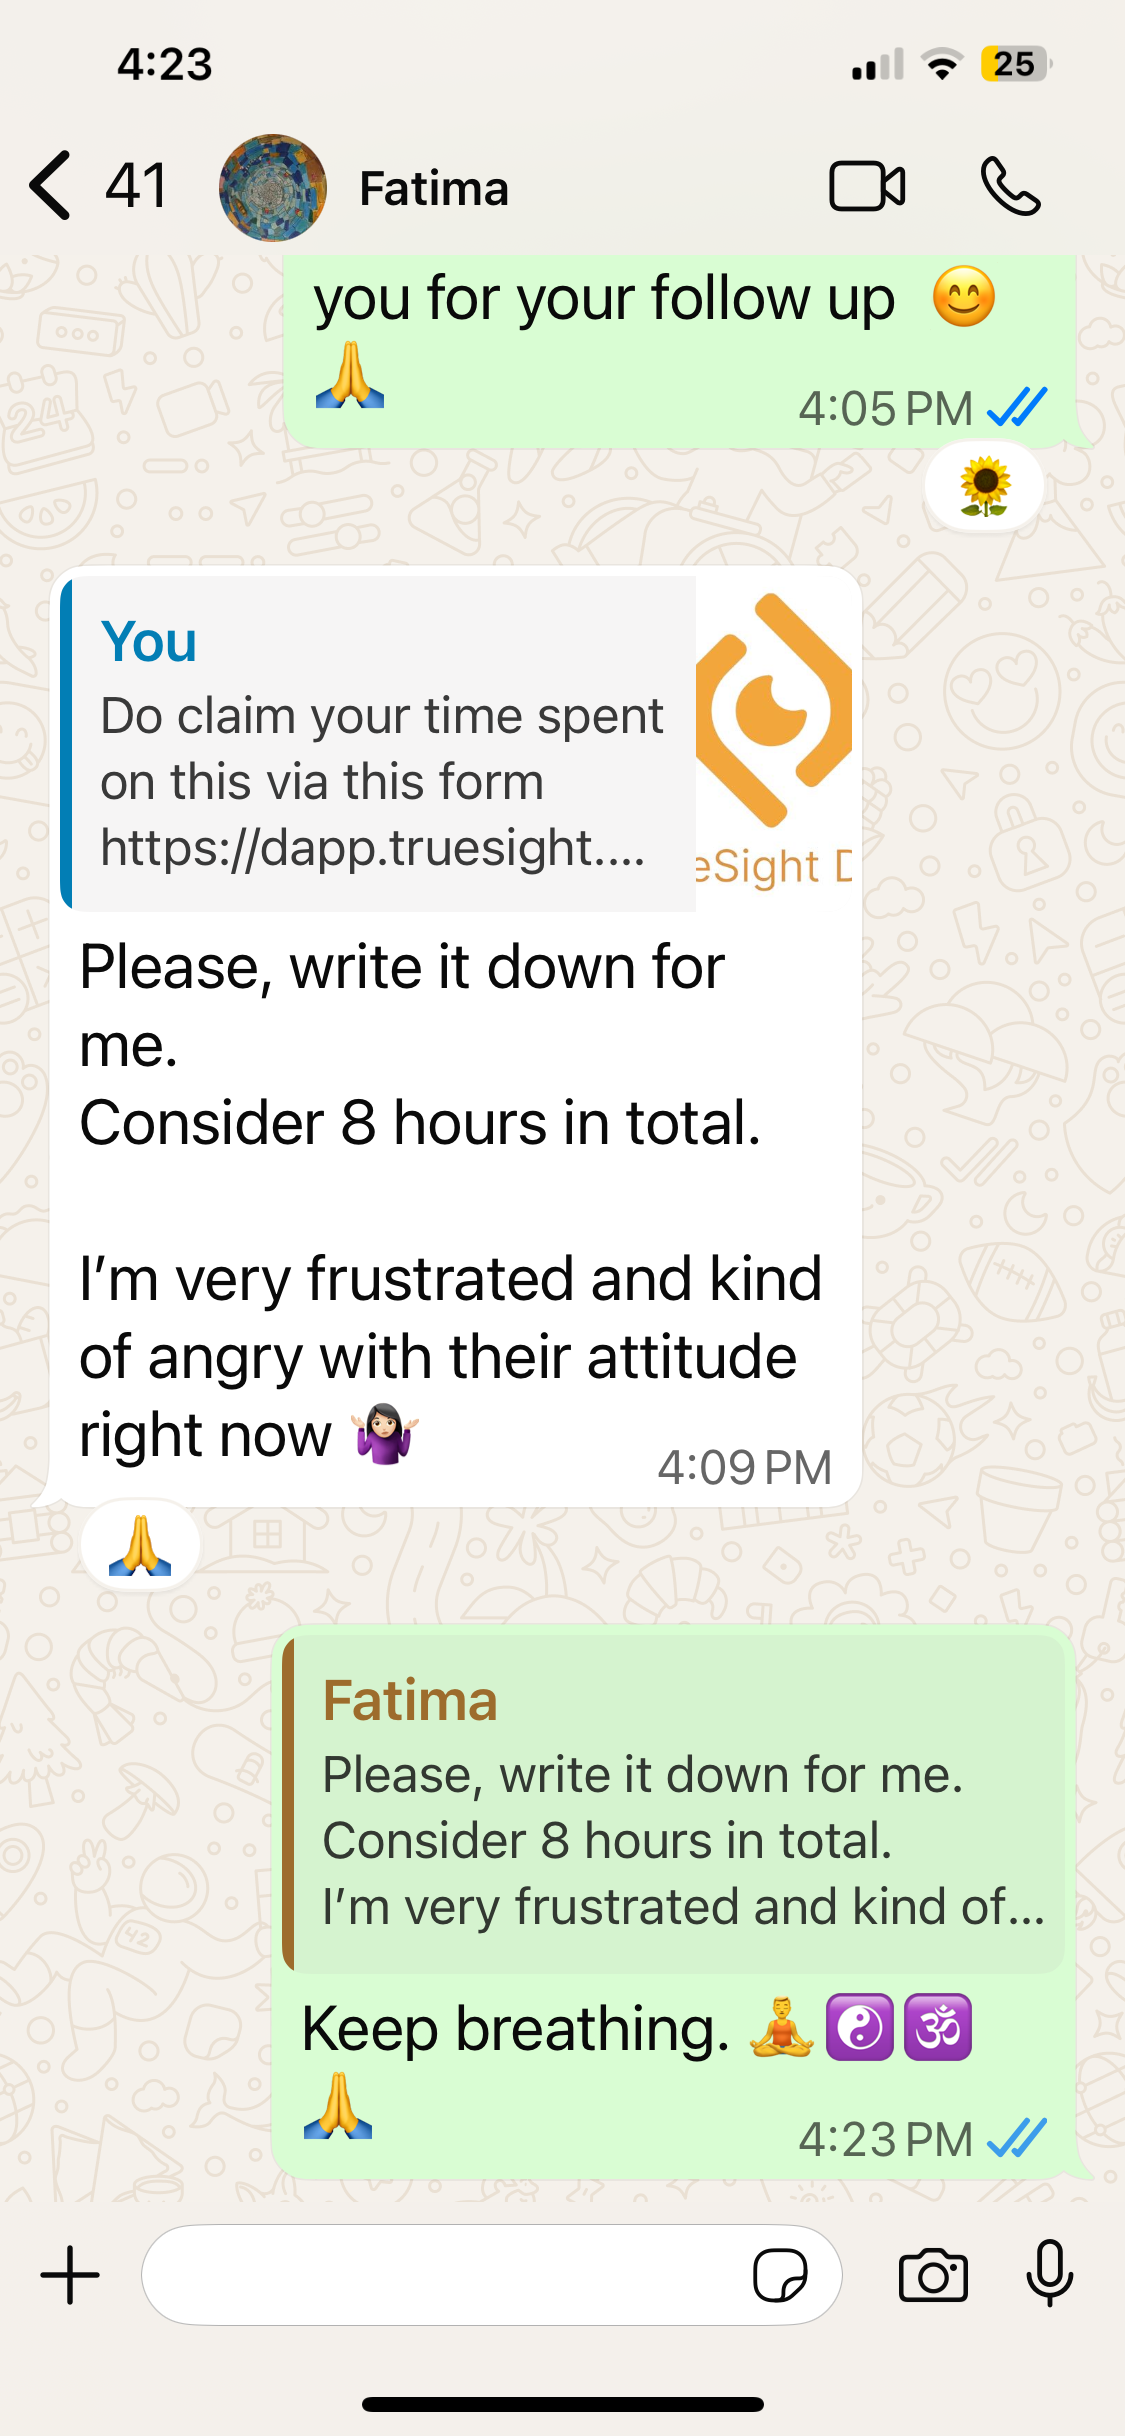 4:23
25
41
Fatima
you for your follow up 😊
🙏
4:05 PM
🌻
You
Do claim your time spent
on this via this form
https://dapp.truesight....
eSight D
Please, write it down for
me.
Consider 8 hours in total.
I'm very frustrated and kind
of angry with their attitude
right now 🤷🏻‍♀️
4:09 PM
🙏
Fatima
Please, write it down for me.
Consider 8 hours in total.
I'm very frustrated and kind of...
Keep breathing. 🧘‍♂️☯️🕉️
🙏
4:23 PM